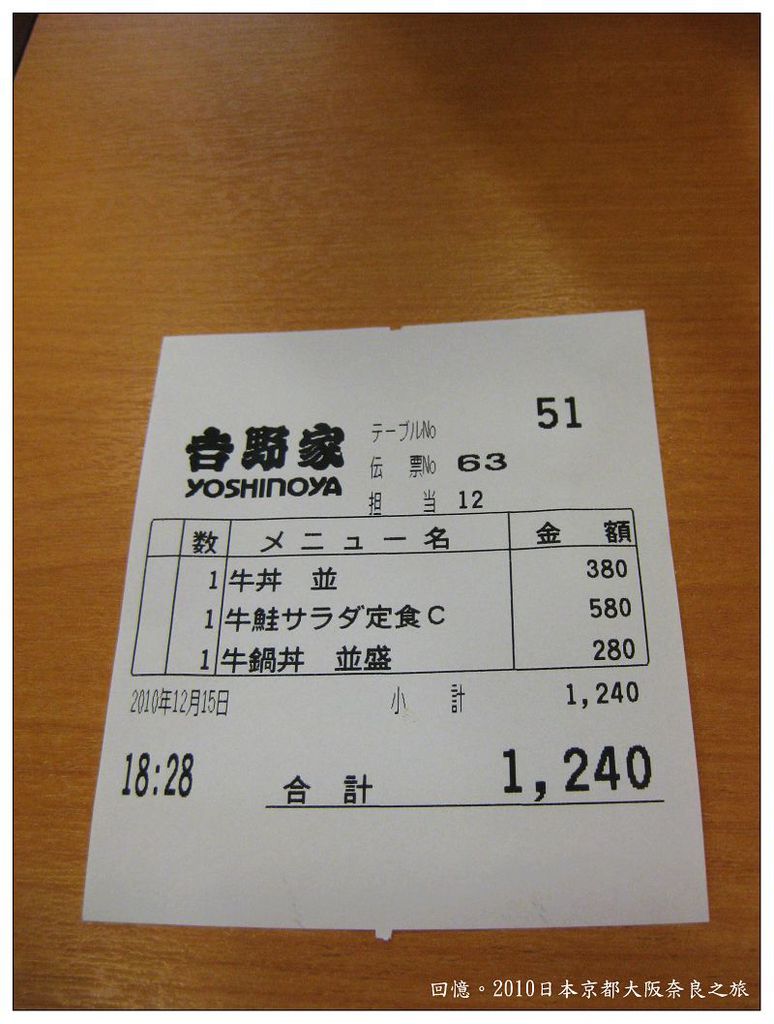 吉野家
YOSHINOYA
テーブルNo 51
伝 票No 63
担 当 12
数 メニュー名 金 額
1 牛丼 並 380
1 牛鮭サラダ定食C 580
1 牛鍋丼 並盛 280
2010年12月15日 小 計 1,240
18:28 合 計 1,240
回憶。2010日本京都大阪奈良之旅